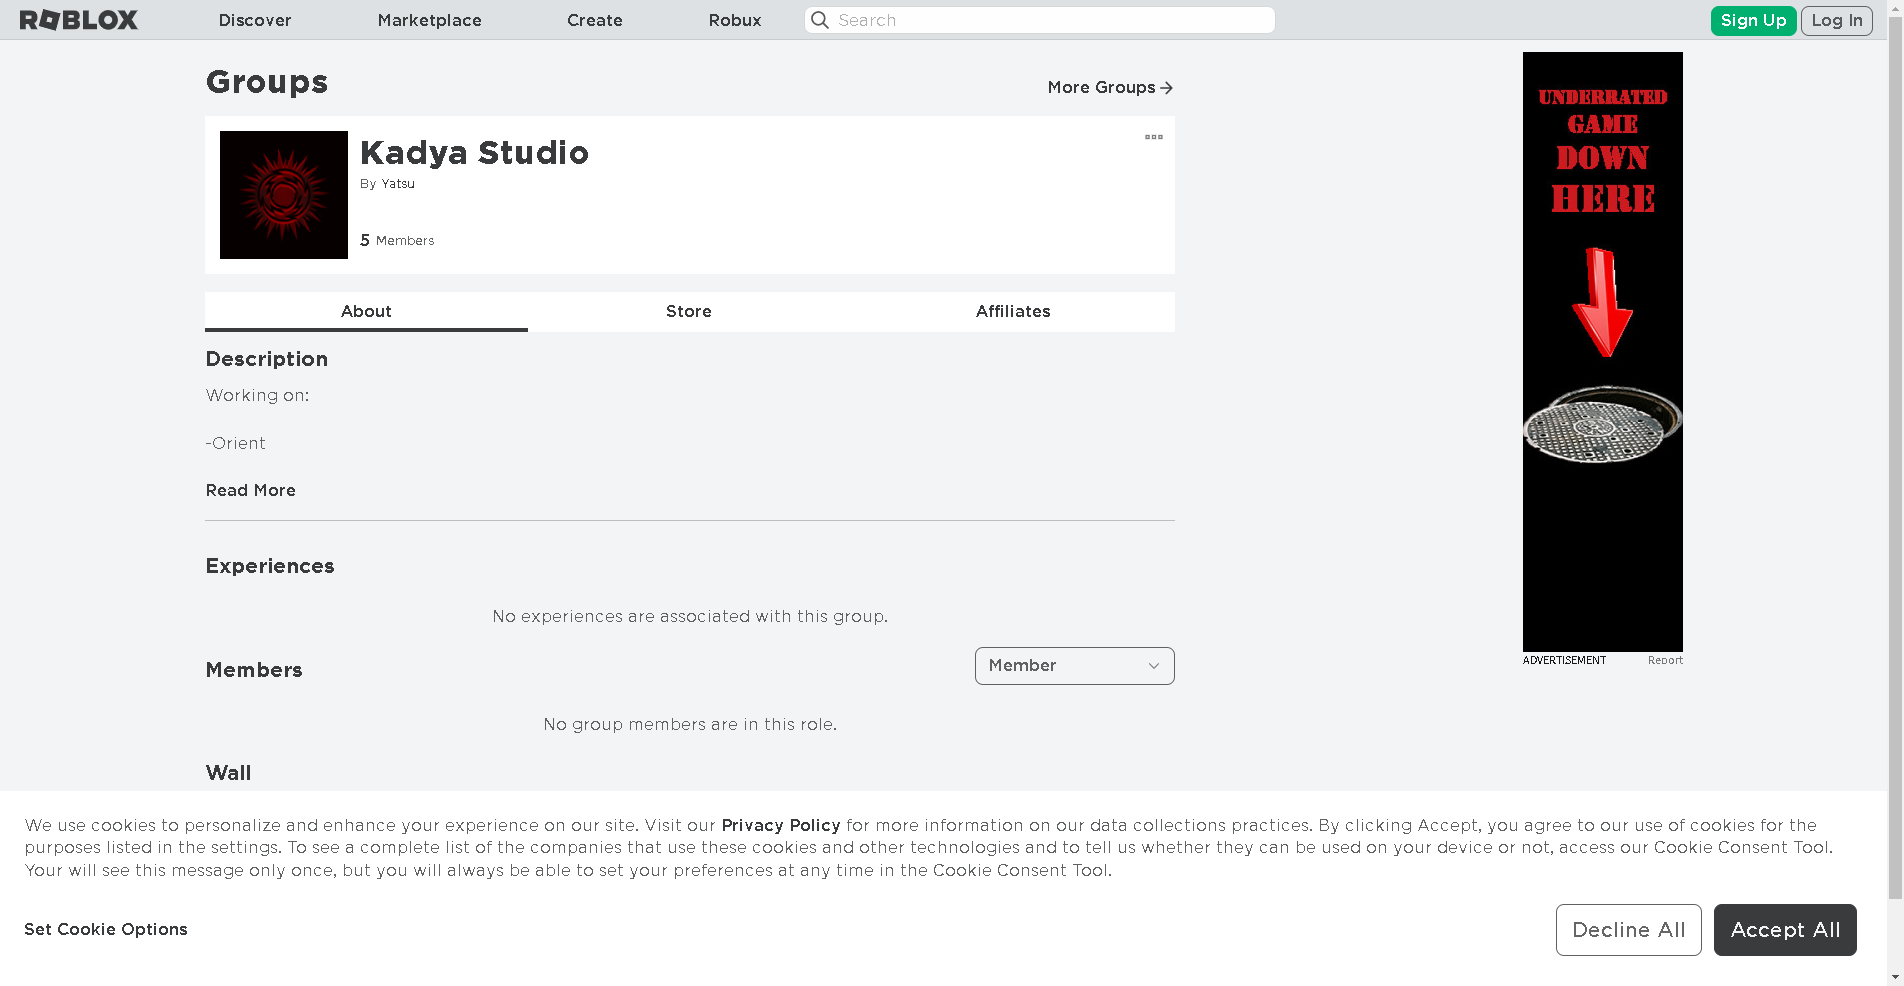 ROBLOX
Discover
Marketplace
Create
Robux
Search
Sign Up
Log In
Groups
More Groups
Kadya Studio
By Yatsu
5 Members
About
Store
Affiliates
Description
Working on:
-Orient
Read More
Experiences
No experiences are associated with this group.
Members
Member
No group members are in this role.
Wall
UNDERRATED
GAME
DOWN
HERE
ADVERTISEMENT
Report
We use cookies to personalize and enhance your experience on our site. Visit our Privacy Policy for more information on our data collections practices. By clicking Accept, you agree to our use of cookies for the
purposes listed in the settings. To see a complete list of the companies that use these cookies and other technologies and to tell us whether they can be used on your device or not, access our Cookie Consent Tool.
Your will see this message only once, but you will always be able to set your preferences at any time in the Cookie Consent Tool.
Set Cookie Options
Decline All
Accept All